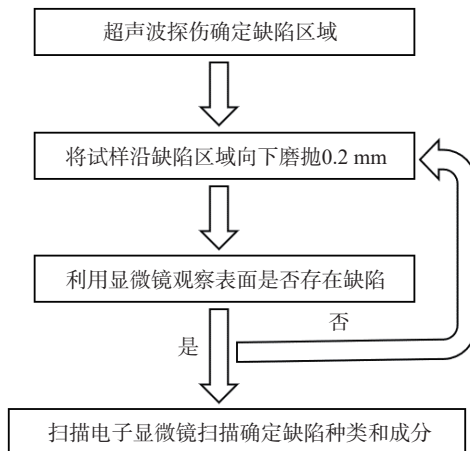 超声波探伤确定缺陷区域
将试样沿缺陷区域向下磨抛0.2 mm
利用显微镜观察表面是否存在缺陷
否
是
扫描电子显微镜扫描确定缺陷种类和成分